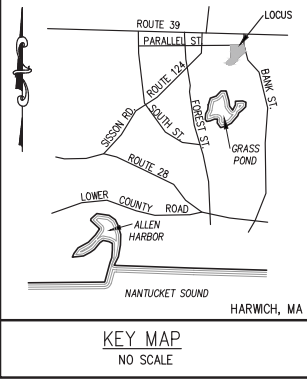 LOCUS
ROUTE 39
PARALLEL ST.
ROUTE 124
BANK ST.
SISSON RD.
SOUTH ST.
FOREST ST.
GRASS
POND
ROUTE 28
LOWER COUNTY ROAD
ALLEN
HARBOR
NANTUCKET SOUND
HARWICH, MA
KEY MAP
NO SCALE